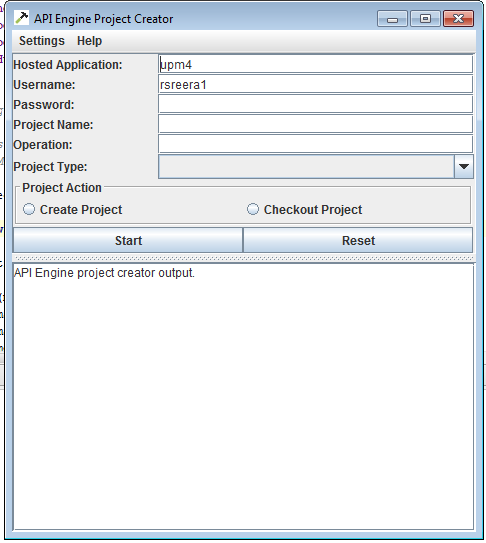 API Engine Project Creator
Settings Help
Hosted Application: upm4
Username: rsreera1
Password:
Project Name:
Operation:
Project Type:
Project Action
Create Project Checkout Project
Start Reset
API Engine project creator output.